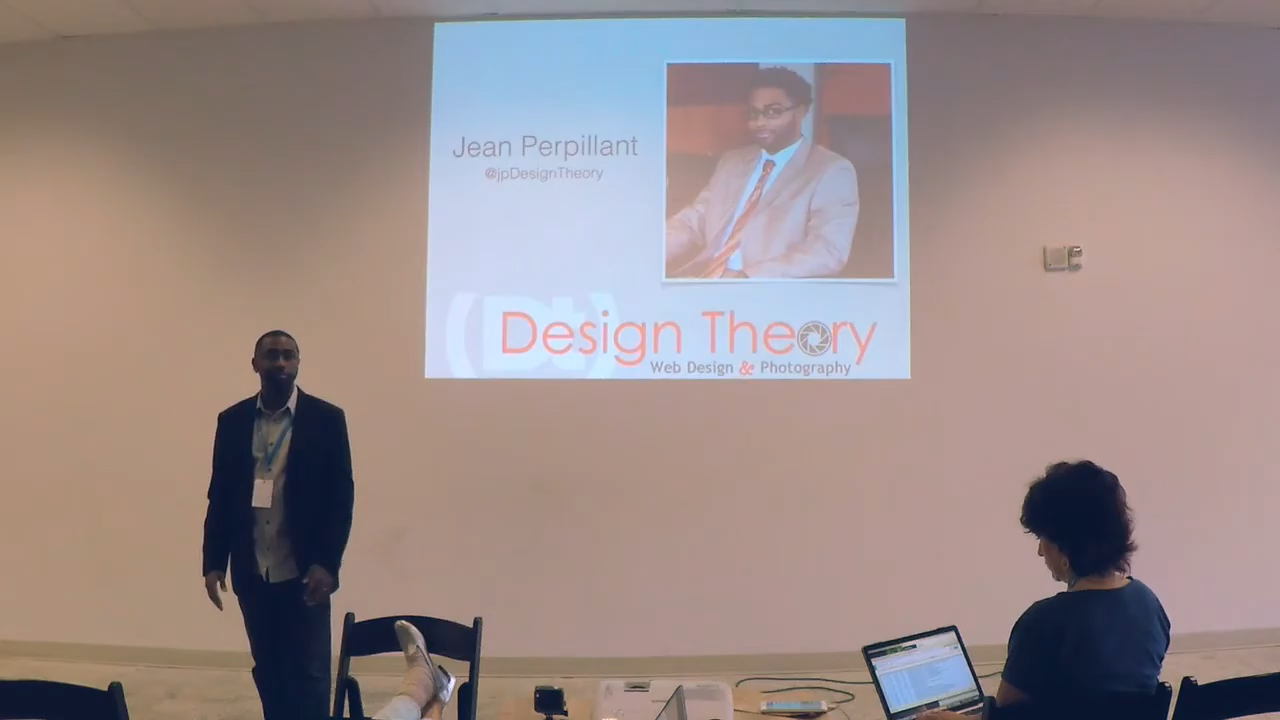 Jean Perpillant
@jpDesignTheory
(Dt)
Design Theory
Web Design & Photography